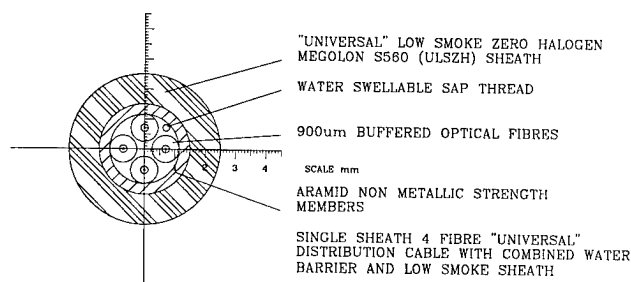 "UNIVERSAL" LOW SMOKE ZERO HALOGEN
MEGOLON S560 (ULSZH) SHEATH
WATER SWELLABLE SAP THREAD
900um BUFFERED OPTICAL FIBRES
2 3 4
SCALE mm
ARAMID NON METALLIC STRENGTH
MEMBERS
SINGLE SHEATH 4 FIBRE "UNIVERSAL"
DISTRIBUTION CABLE WITH COMBINED WATER
BARRIER AND LOW SMOKE SHEATH